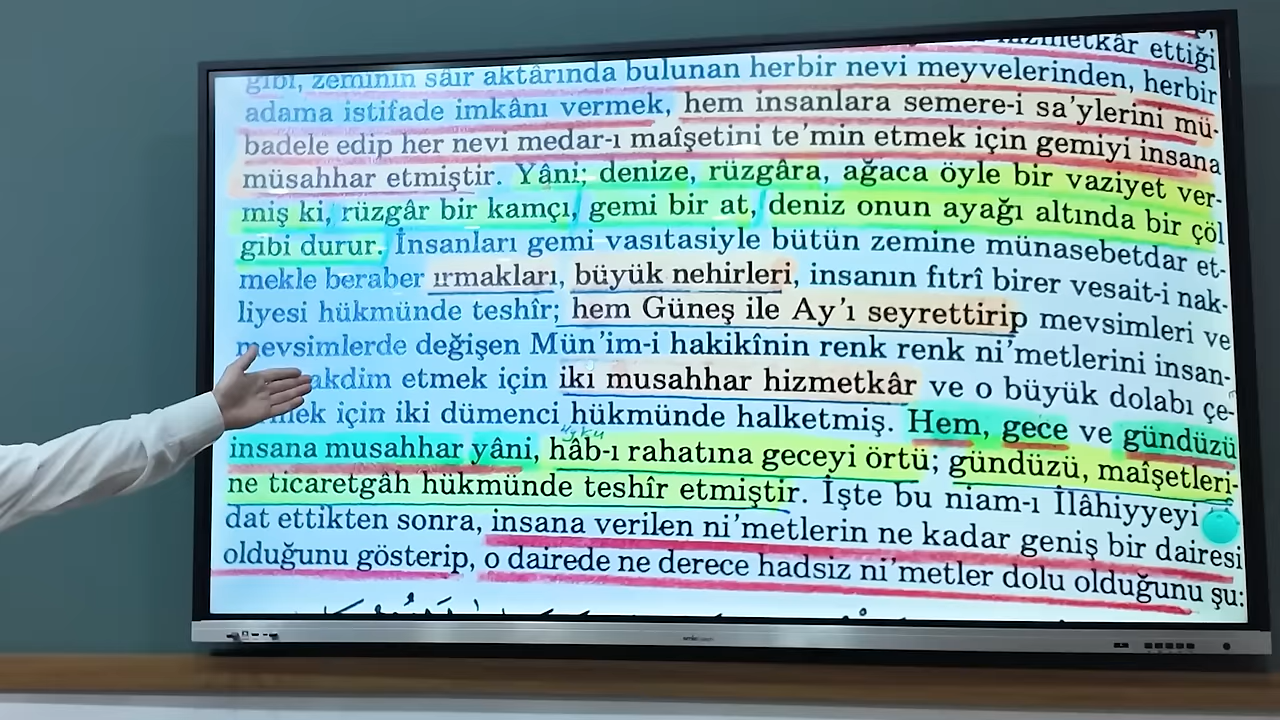 hizmetkâr ettiği
gibi, zeminin sâir aktârında bulunan herbir nevi meyvelerinden, herbir
adama istifade imkânı vermek, hem insanlara semere-i sa’ylerini mü-
badele edip her nevi medar-ı maîşetini te’min etmek için gemiyi insana
müsahhar etmiştir. Yâni; denize, rüzgâra, ağaca öyle bir vaziyet ver-
miş ki, rüzgâr bir kamçı, gemi bir at, deniz onun ayağı altında bir çöl
gibi durur. İnsanları gemi vasıtasiyle bütün zemine münasebetdar et-
mekle beraber ırmakları, büyük nehirleri, insanın fıtrî birer vesait-i nak-
liyesi hükmünde teshîr; hem Güneş ile Ay’ı seyrettirip mevsimleri ve
mevsimlerde değişen Mün’im-i hakikînin renk renk ni’metlerini insan-
akdim etmek için iki musahhar hizmetkâr ve o büyük dolabı çe-
mek için iki dümenci hükmünde halketmiş. Hem, gece ve gündüzü
uyku
insana musahhar yâni, hâb-ı rahatına geceyi örtü; gündüzü, maîşetleri-
ne ticaretgâh hükmünde teshîr etmiştir. İşte bu niam-ı İlâhiyyeyi
dat ettikten sonra, insana verilen ni’metlerin ne kadar geniş bir dairesi
olduğunu gösterip, o dairede ne derece hadsiz ni’metler dolu olduğunu şu: